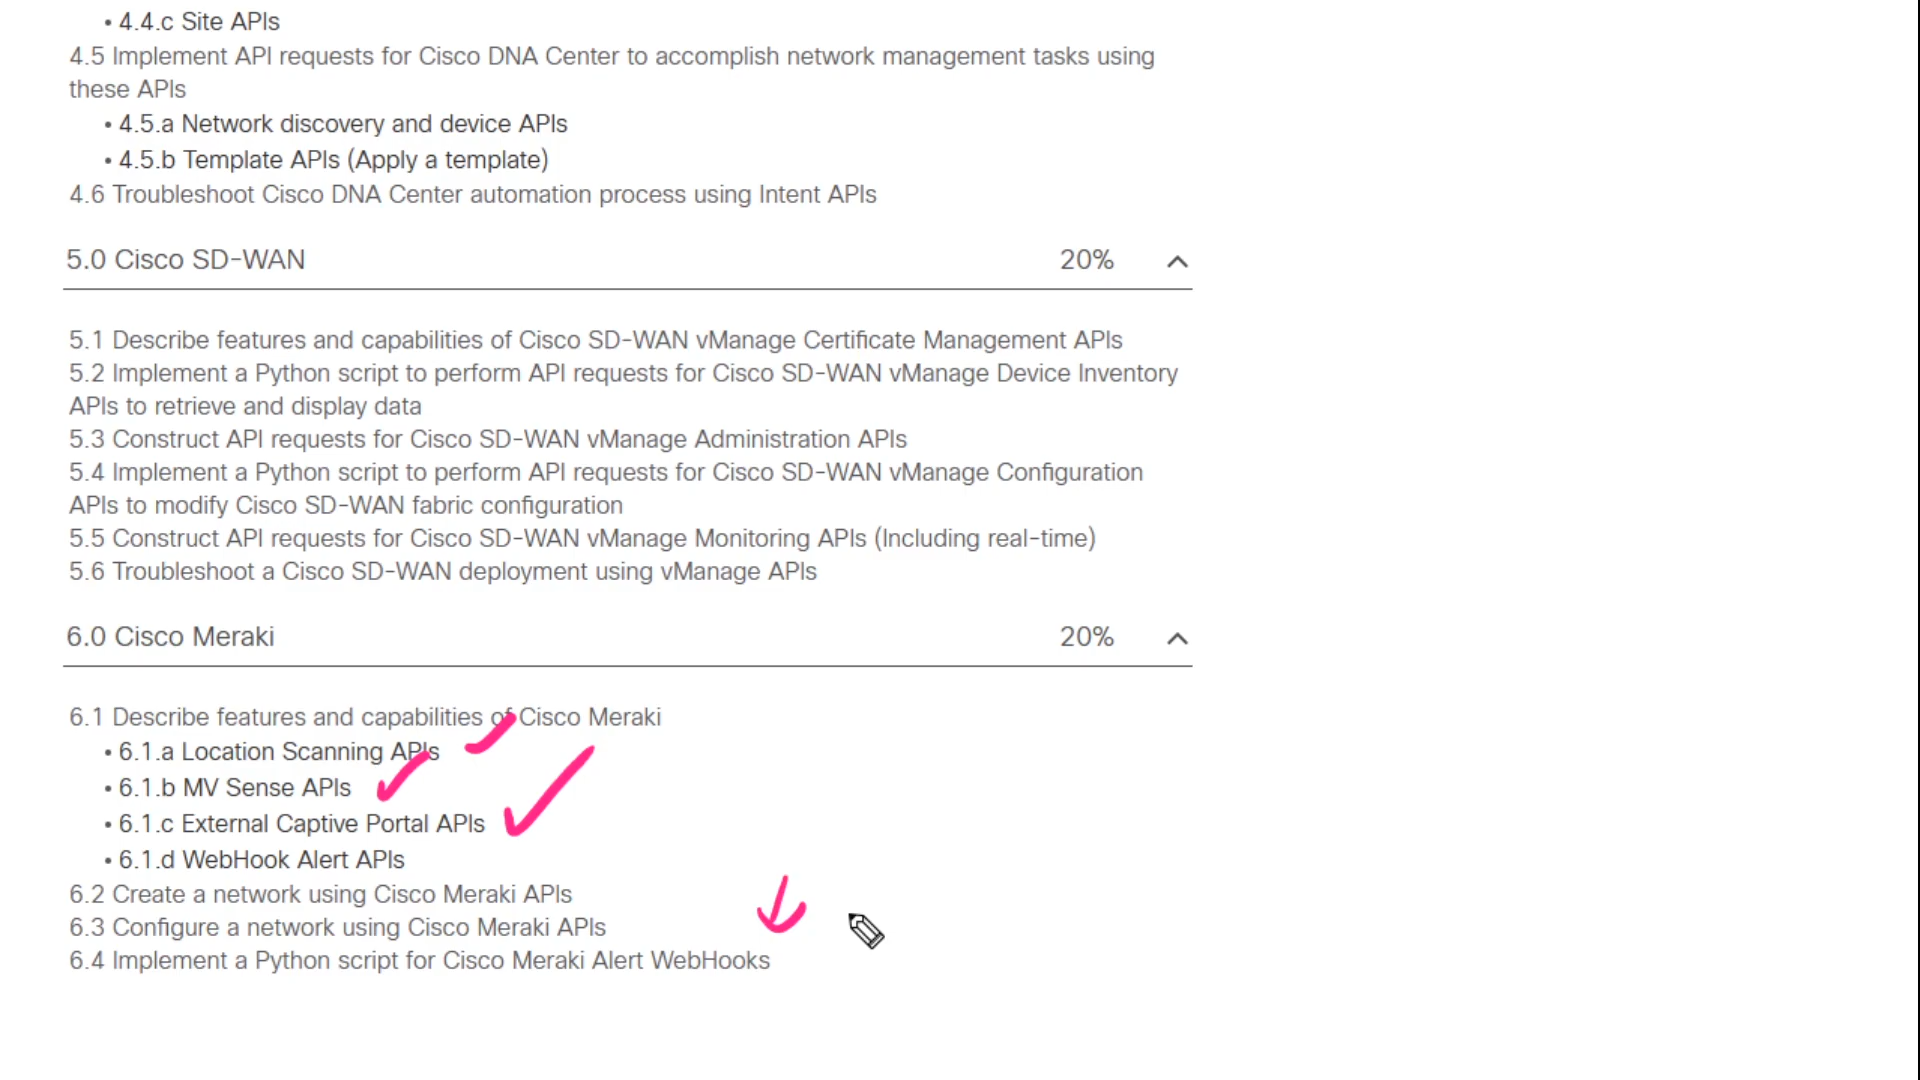 • 4.4.c Site APIs
4.5 Implement API requests for Cisco DNA Center to accomplish network management tasks using
these APIs
• 4.5.a Network discovery and device APIs
• 4.5.b Template APIs (Apply a template)
4.6 Troubleshoot Cisco DNA Center automation process using Intent APIs
5.0 Cisco SD-WAN 20%
5.1 Describe features and capabilities of Cisco SD-WAN vManage Certificate Management APIs
5.2 Implement a Python script to perform API requests for Cisco SD-WAN vManage Device Inventory
APIs to retrieve and display data
5.3 Construct API requests for Cisco SD-WAN vManage Administration APIs
5.4 Implement a Python script to perform API requests for Cisco SD-WAN vManage Configuration
APIs to modify Cisco SD-WAN fabric configuration
5.5 Construct API requests for Cisco SD-WAN vManage Monitoring APIs (Including real-time)
5.6 Troubleshoot a Cisco SD-WAN deployment using vManage APIs
6.0 Cisco Meraki 20%
6.1 Describe features and capabilities of Cisco Meraki
• 6.1.a Location Scanning APIs
• 6.1.b MV Sense APIs
• 6.1.c External Captive Portal APIs
• 6.1.d WebHook Alert APIs
6.2 Create a network using Cisco Meraki APIs
6.3 Configure a network using Cisco Meraki APIs
6.4 Implement a Python script for Cisco Meraki Alert WebHooks